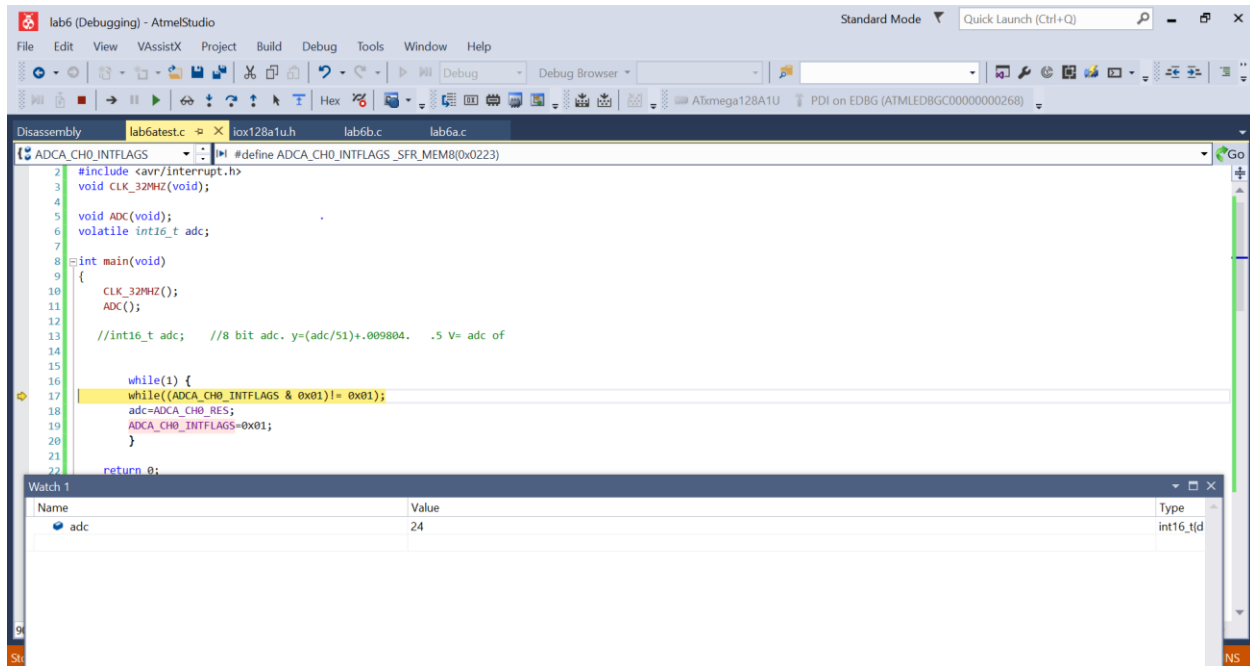 lab6 (Debugging) - AtmelStudio
Standard Mode
Quick Launch (Ctrl+Q)
File Edit View VAssistX Project Build Debug Tools Window Help
Debug
Debug Browser
Hex
ATxmega128A1U
PDI on EDBG (ATMLEDBGC00000000268)
Disassembly lab6atest.c iox128a1u.h lab6b.c lab6a.c
ADCA_CH0_INTFLAGS #define ADCA_CH0_INTFLAGS _SFR_MEM8(0x0223) Go
2 #include <avr/interrupt.h>
3 void CLK_32MHZ(void);
4
5 void ADC(void); .
6 volatile int16_t adc;
7
8 int main(void)
9 {
10 CLK_32MHZ();
11 ADC();
12
13 //int16_t adc; //8 bit adc. y=(adc/51)+.009804. .5 V= adc of
14
15
16 while(1) {
17 while((ADCA_CH0_INTFLAGS & 0x01)!= 0x01);
18 adc=ADCA_CH0_RES;
19 ADCA_CH0_INTFLAGS=0x01;
20 }
21
22 return 0;
Watch 1
Name Value Type
adc 24 int16_t{d
NS